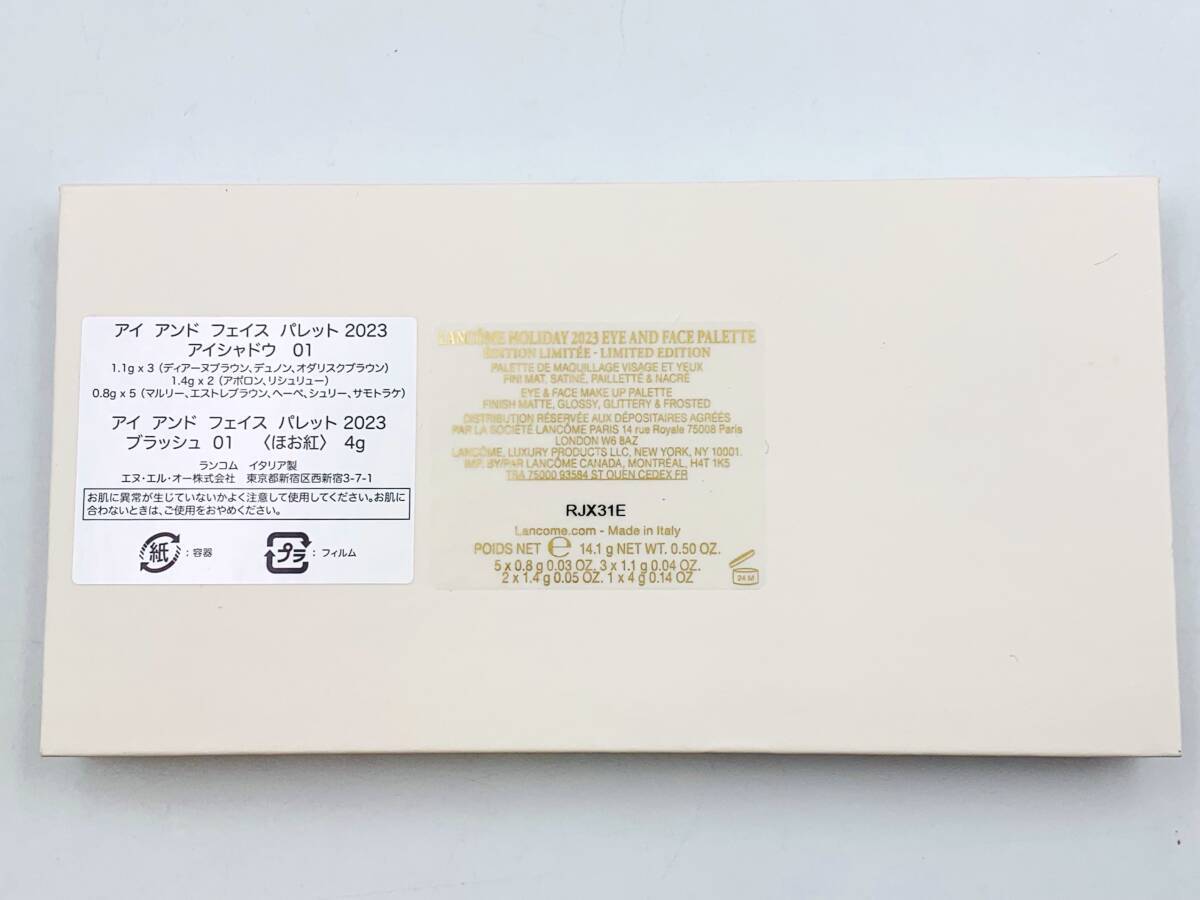 アイ アンド フェイス パレット 2023
アイシャドウ 01
1.1g x 3 (ディアーヌブラウン、デュノン、オダリスクブラウン)
1.4g x 2 (アポロン、リシュリュー)
0.8g x 5 (マルリー、エストレブラウン、ヘーベ、シュリー、サモトラケ)
アイ アンド フェイス パレット 2023
ブラッシュ 01 〈ほお紅〉 4g
ランコム イタリア製
エヌ・エル・オー株式会社 東京都新宿区西新宿3-7-1
お肌に異常が生じていないかよく注意して使用してください。お肌に
合わないときは、ご使用をおやめください。
紙 : 容器 プラ : フィルム
LANCÔME HOLIDAY 2023 EYE AND FACE PALETTE
ÉDITION LIMITÉE - LIMITED EDITION
PALETTE DE MAQUILLAGE VISAGE ET YEUX
FINI MAT, SATINÉ, PAILLETTÉ & NACRÉ
EYE & FACE MAKE UP PALETTE
FINISH MATTE, GLOSSY, GLITTERY & FROSTED
DISTRIBUTION RÉSERVÉE AUX DÉPOSITAIRES AGRÉÉS
PAR LA SOCIÉTÉ LANCÔME PARIS 14 rue Royale 75008 Paris
LONDON W6 8AZ
LANCÔME, LUXURY PRODUCTS LLC, NEW YORK, NY 10001.
IMP. BY/PAR LANCÔME CANADA, MONTRÉAL, H4T 1K5
TRA 75000 93584 ST OUEN CEDEX FR
RJX31E
Lancome.com - Made in Italy
POIDS NET ℮ 14.1 g NET WT. 0.50 OZ.
5 x 0.8 g 0.03 OZ. 3 x 1.1 g 0.04 OZ.
2 x 1.4 g 0.05 OZ. 1 x 4 g 0.14 OZ
24 M